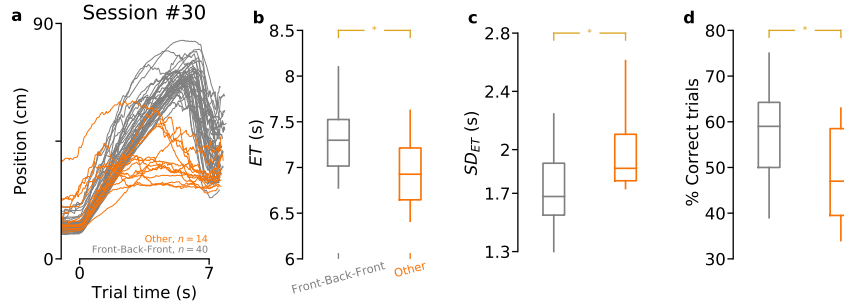 a
Session #30
90
Position (cm)
0
Other, n = 14
Front-Back-Front, n = 40
0
7
Trial time (s)
b
8.5
8
7.5
7
6.5
6
ET (s)
*
Front-Back-Front
Other
c
2.8
2.4
2
1.7
1.3
SD_ET (s)
*
d
80
70
60
50
40
30
% Correct trials
*